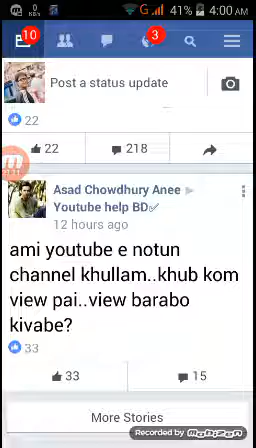 0
KB/s
G
41%
4:00 AM
10
3
Post a status update
22
22
218
Asad Chowdhury Anee
Youtube help BD
12 hours ago
ami youtube e notun
channel khullam..khub kom
view pai..view barabo
kivabe?
33
33
15
More Stories
Recorded by Mobizen